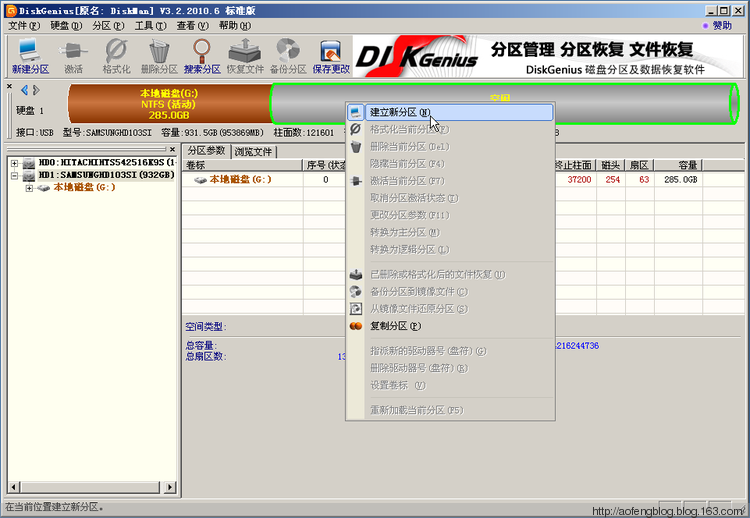 DiskGenius[原名: DiskMan] V3.2.2010.6 标准版
文件(F) 硬盘(D) 分区(P) 工具(T) 查看(V) 帮助(H) 赞助
新建分区 激活 格式化 删除分区 搜索分区 恢复文件 备份分区 保存更改
DISKGenius 分区管理 分区恢复 文件恢复
DiskGenius 磁盘分区及数据恢复软件
硬盘 1
本地磁盘(G:)
NTFS (活动)
285.0GB
接口:USB 型号:SAMSUNGHD103SI 容量:931.5GB(953869MB) 柱面数:121601
HD0:HITACHIHTS542516K9S(1
HD1:SAMSUNGHD103SI(932GB)
本地磁盘(G:)
分区参数 浏览文件
卷标 序号(状态 终止柱面 磁头 扇区 容量
本地磁盘(G:) 0 37200 254 63 285.0GB
空间类型:
总容量:
总扇区数: 13
216244736
建立新分区(N)
格式化当前分区(F)
删除当前分区(Del)
隐藏当前分区(F4)
激活当前分区(F7)
取消分区激活状态(T)
更改分区参数(F11)
转换为主分区(M)
转换为逻辑分区(L)
已删除或格式化后的文件恢复(U)
备份分区到镜像文件(C)
从镜像文件还原分区(S)
复制分区(P)
指派新的驱动器号(盘符)(G)
删除驱动器号(盘符)(R)
设置卷标 (V)
重新加载当前分区(F5)
在当前位置建立新分区。
http://aofengblog.blog.163.com/